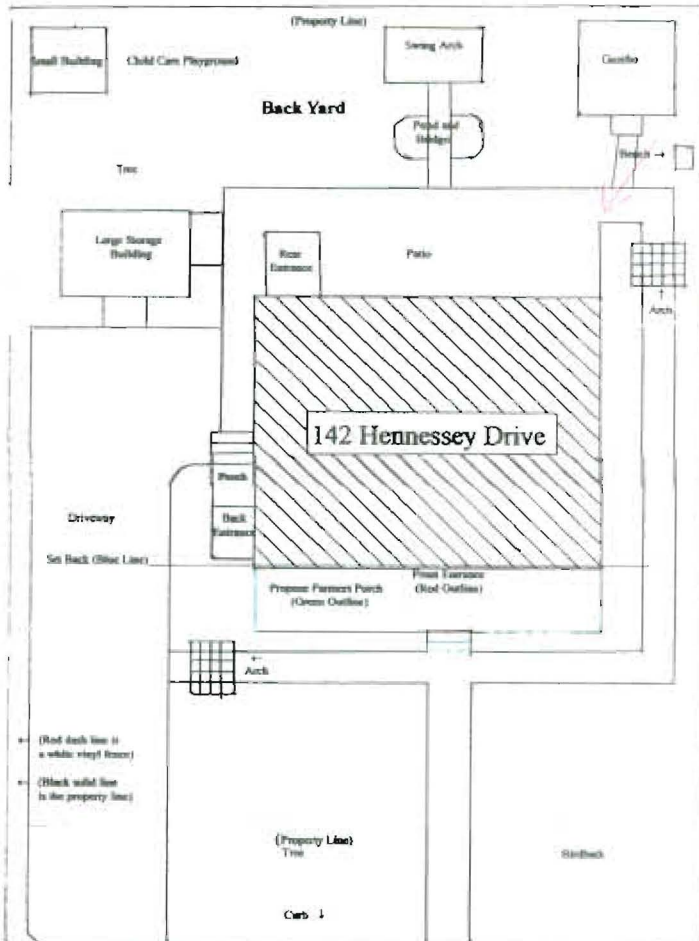 (Property Line)
Small Building
Child Care Playground
Swing Arch
Gazebo
Back Yard
Pond and
Bridge
Bench →
Tree
Large Storage
Building
Rear
Entrance
Patio
↑
Arch
142 Hennessey Drive
Porch
Driveway
Back
Entrance
Set Back (Blue Line)
Propose Farmers Porch
(Green Outline)
Front Entrance
(Red Outline)
←
Arch
← (Red dash line is
a white vinyl fence)
← (Black solid line
is the property line)
(Property Line)
Tree
Curb ↓